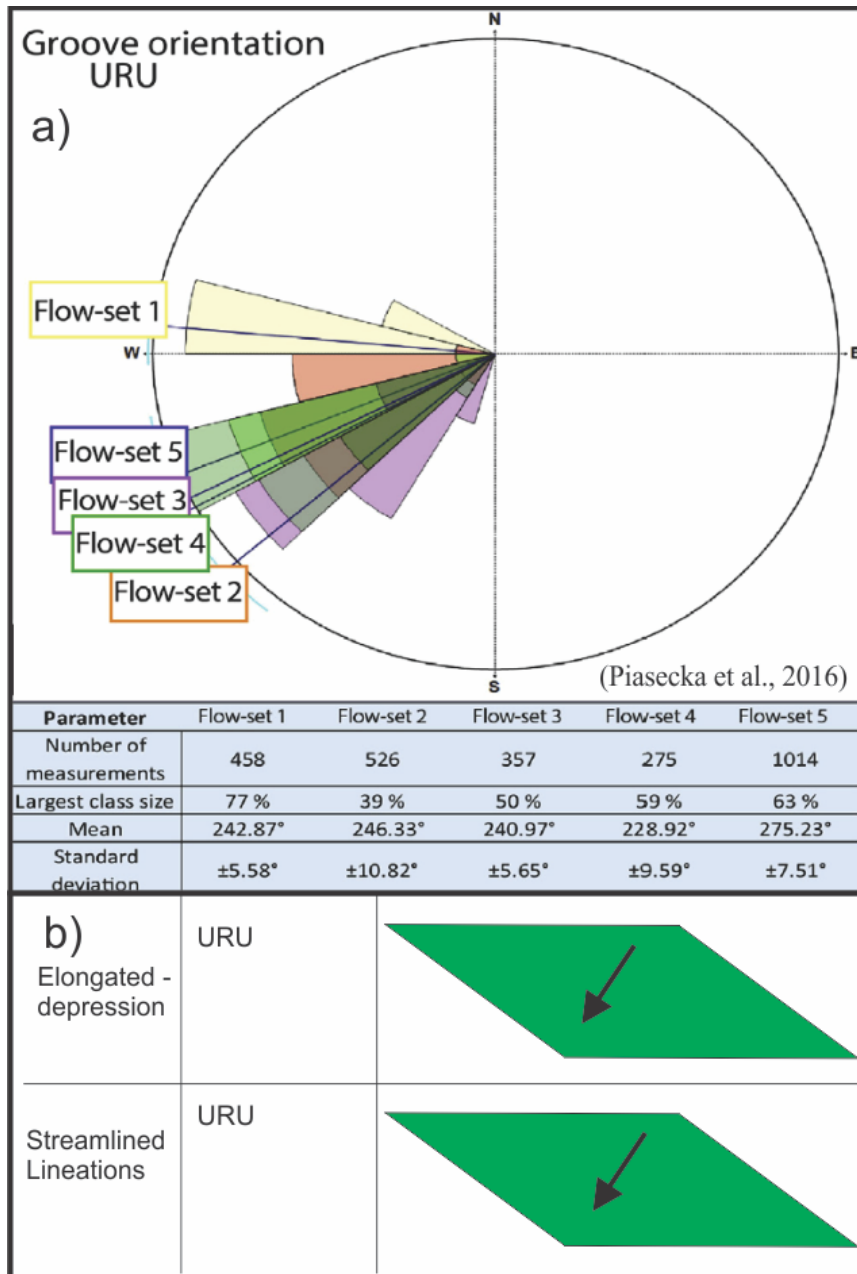 Groove orientation
URU
a)
N
Flow-set 1
W
E
Flow-set 5
Flow-set 3
Flow-set 4
Flow-set 2
S
(Piasecka et al., 2016)
Parameter Flow-set 1 Flow-set 2 Flow-set 3 Flow-set 4 Flow-set 5
Number of
measurements 458 526 357 275 1014
Largest class size 77 % 39 % 50 % 59 % 63 %
Mean 242.87° 246.33° 240.97° 228.92° 275.23°
Standard
deviation ±5.58° ±10.82° ±5.65° ±9.59° ±7.51°
b)
Elongated -
depression
URU
Streamlined
Lineations
URU